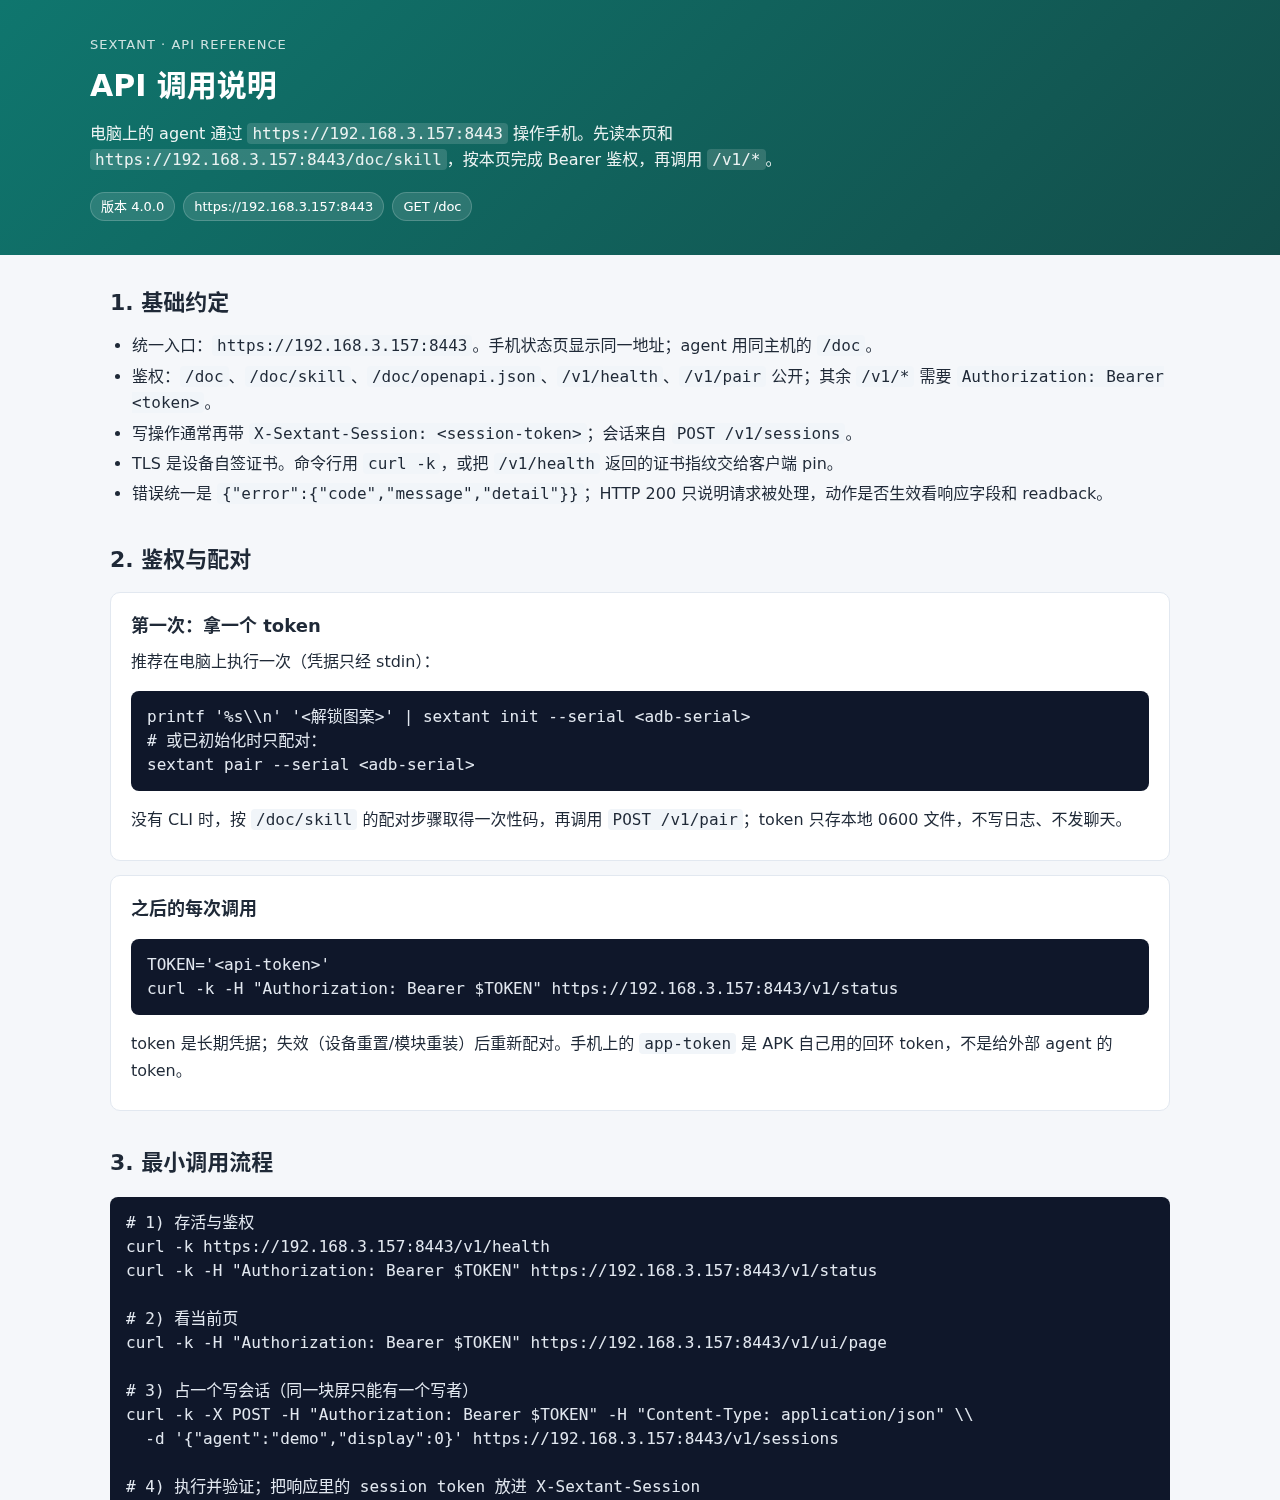 SEXTANT · API REFERENCE
API 调用说明
电脑上的 agent 通过 https://192.168.3.157:8443 操作手机。先读本页和
https://192.168.3.157:8443/doc/skill，按本页完成 Bearer 鉴权，再调用 /v1/*。
版本 4.0.0 https://192.168.3.157:8443 GET /doc
1. 基础约定
• 统一入口：https://192.168.3.157:8443。手机状态页显示同一地址；agent 用同主机的 /doc。
• 鉴权：/doc、/doc/skill、/doc/openapi.json、/v1/health、/v1/pair 公开；其余 /v1/* 需要 Authorization: Bearer
<token>。
• 写操作通常再带 X-Sextant-Session: <session-token>；会话来自 POST /v1/sessions。
• TLS 是设备自签证书。命令行用 curl -k，或把 /v1/health 返回的证书指纹交给客户端 pin。
• 错误统一是 {"error":{"code","message","detail"}}；HTTP 200 只说明请求被处理，动作是否生效看响应字段和 readback。
2. 鉴权与配对
第一次：拿一个 token
推荐在电脑上执行一次（凭据只经 stdin）：
printf '%s\\n' '<解锁图案>' | sextant init --serial <adb-serial>
# 或已初始化时只配对：
sextant pair --serial <adb-serial>
没有 CLI 时，按 /doc/skill 的配对步骤取得一次性码，再调用 POST /v1/pair；token 只存本地 0600 文件，不写日志、不发聊天。
之后的每次调用
TOKEN='<api-token>'
curl -k -H "Authorization: Bearer $TOKEN" https://192.168.3.157:8443/v1/status
token 是长期凭据；失效（设备重置/模块重装）后重新配对。手机上的 app-token 是 APK 自己用的回环 token，不是给外部 agent 的
token。
3. 最小调用流程
# 1) 存活与鉴权
curl -k https://192.168.3.157:8443/v1/health
curl -k -H "Authorization: Bearer $TOKEN" https://192.168.3.157:8443/v1/status
# 2) 看当前页
curl -k -H "Authorization: Bearer $TOKEN" https://192.168.3.157:8443/v1/ui/page
# 3) 占一个写会话（同一块屏只能有一个写者）
curl -k -X POST -H "Authorization: Bearer $TOKEN" -H "Content-Type: application/json" \\
-d '{"agent":"demo","display":0}' https://192.168.3.157:8443/v1/sessions
# 4) 执行并验证；把响应里的 session token 放进 X-Sextant-Session